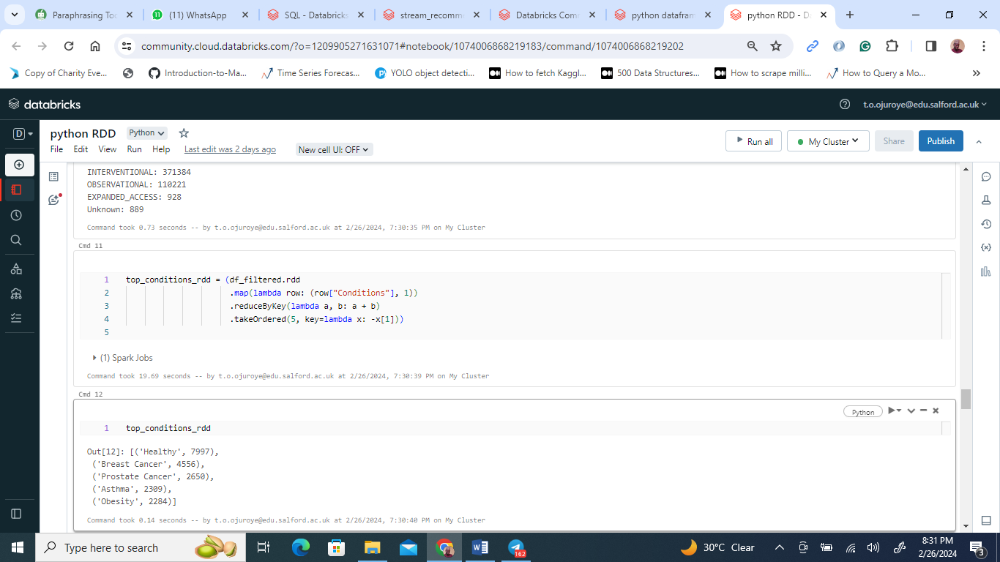 Paraphrasing Too
(11) WhatsApp
SQL - Databricks
stream_recomme
Databricks Com
python datafram
python RDD - Da
community.cloud.databricks.com/?o=1209905271631071#notebook/1074006868219183/command/1074006868219202
Copy of Charity Eve...
Introduction-to-Ma...
Time Series Forecas...
YOLO object detecti...
How to fetch Kaggl...
500 Data Structures...
How to scrape milli...
How to Query a Mo...
databricks
t.o.ojuroye@edu.salford.ac.uk
D
python RDD
Python
Run all
My Cluster
Share
Publish
File Edit View Run Help
Last edit was 2 days ago
New cell UI: OFF
INTERVENTIONAL: 371384
OBSERVATIONAL: 110221
EXPANDED_ACCESS: 928
Unknown: 889
Command took 0.73 seconds -- by t.o.ojuroye@edu.salford.ac.uk at 2/26/2024, 7:30:35 PM on My Cluster
Cmd 11
1 top_conditions_rdd = (df_filtered.rdd
2 .map(lambda row: (row["Conditions"], 1))
3 .reduceByKey(lambda a, b: a + b)
4 .takeOrdered(5, key=lambda x: -x[1]))
5
(1) Spark Jobs
Command took 19.69 seconds -- by t.o.ojuroye@edu.salford.ac.uk at 2/26/2024, 7:30:39 PM on My Cluster
Cmd 12
Python
1 top_conditions_rdd
Out[12]: [('Healthy', 7997),
('Breast Cancer', 4556),
('Prostate Cancer', 2650),
('Asthma', 2309),
('Obesity', 2284)]
Command took 0.14 seconds -- by t.o.ojuroye@edu.salford.ac.uk at 2/26/2024, 7:30:40 PM on My Cluster
Type here to search
162
30°C Clear
8:31 PM
2/26/2024
3